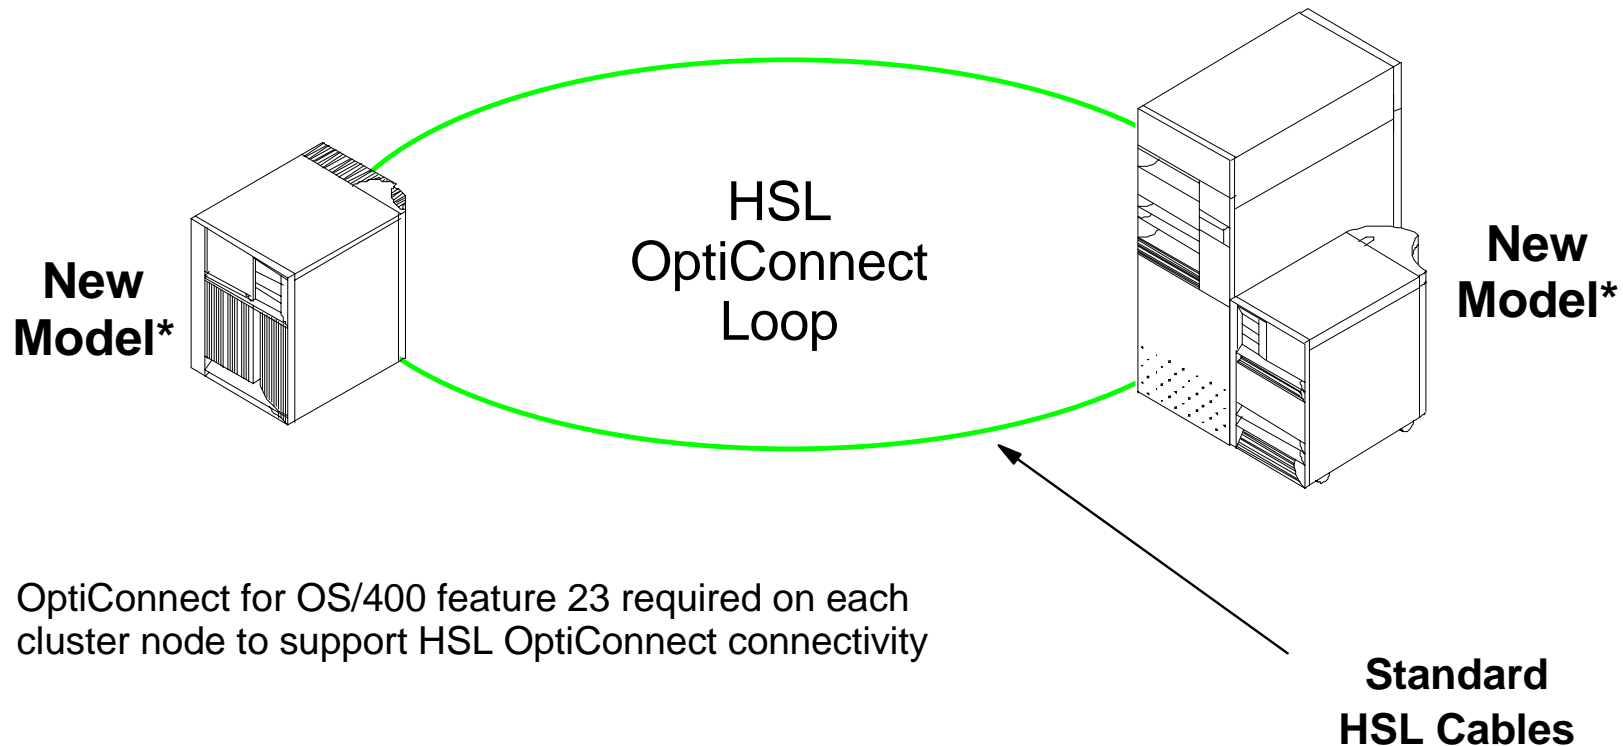 HSL
OptiConnect
Loop
New
Model*
New
Model*
OptiConnect for OS/400 feature 23 required on each
cluster node to support HSL OptiConnect connectivity
Standard
HSL Cables